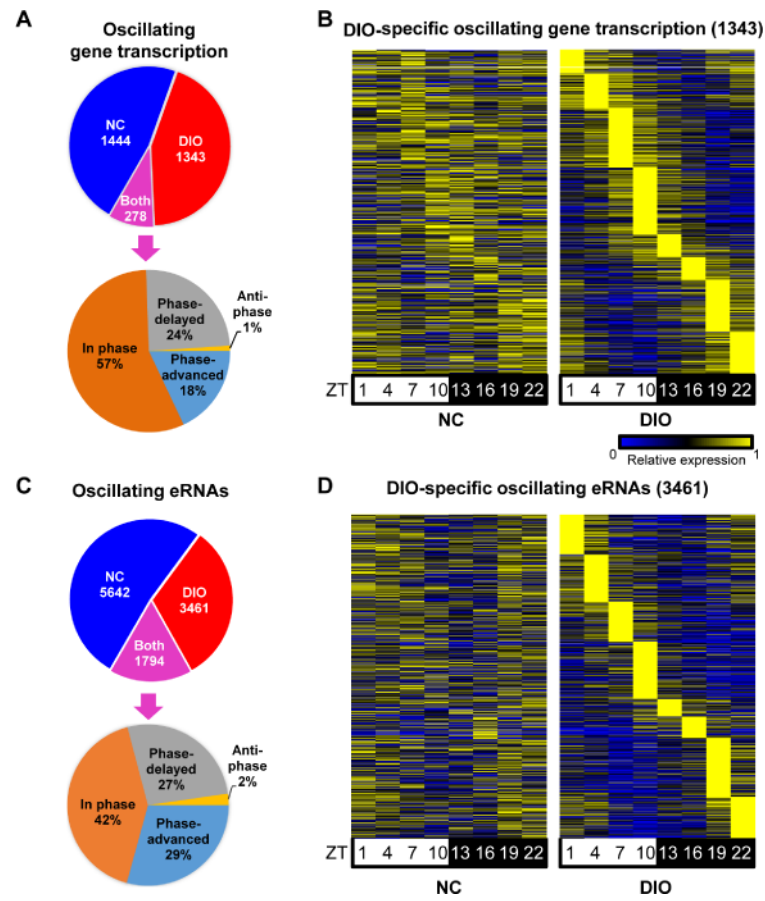 A
Oscillating
gene transcription
NC
1444
DIO
1343
Both
278
Phase-
delayed
24%
Anti-
phase
1%
In phase
57%
Phase-
advanced
18%
B
DIO-specific oscillating gene transcription (1343)
ZT 1 4 7 10 13 16 19 22 1 4 7 10 13 16 19 22
NC DIO
0 1
Relative expression
C
Oscillating eRNAs
NC
5642
DIO
3461
Both
1794
Phase-
delayed
27%
Anti-
phase
2%
In phase
42%
Phase-
advanced
29%
D
DIO-specific oscillating eRNAs (3461)
ZT 1 4 7 10 13 16 19 22 1 4 7 10 13 16 19 22
NC DIO